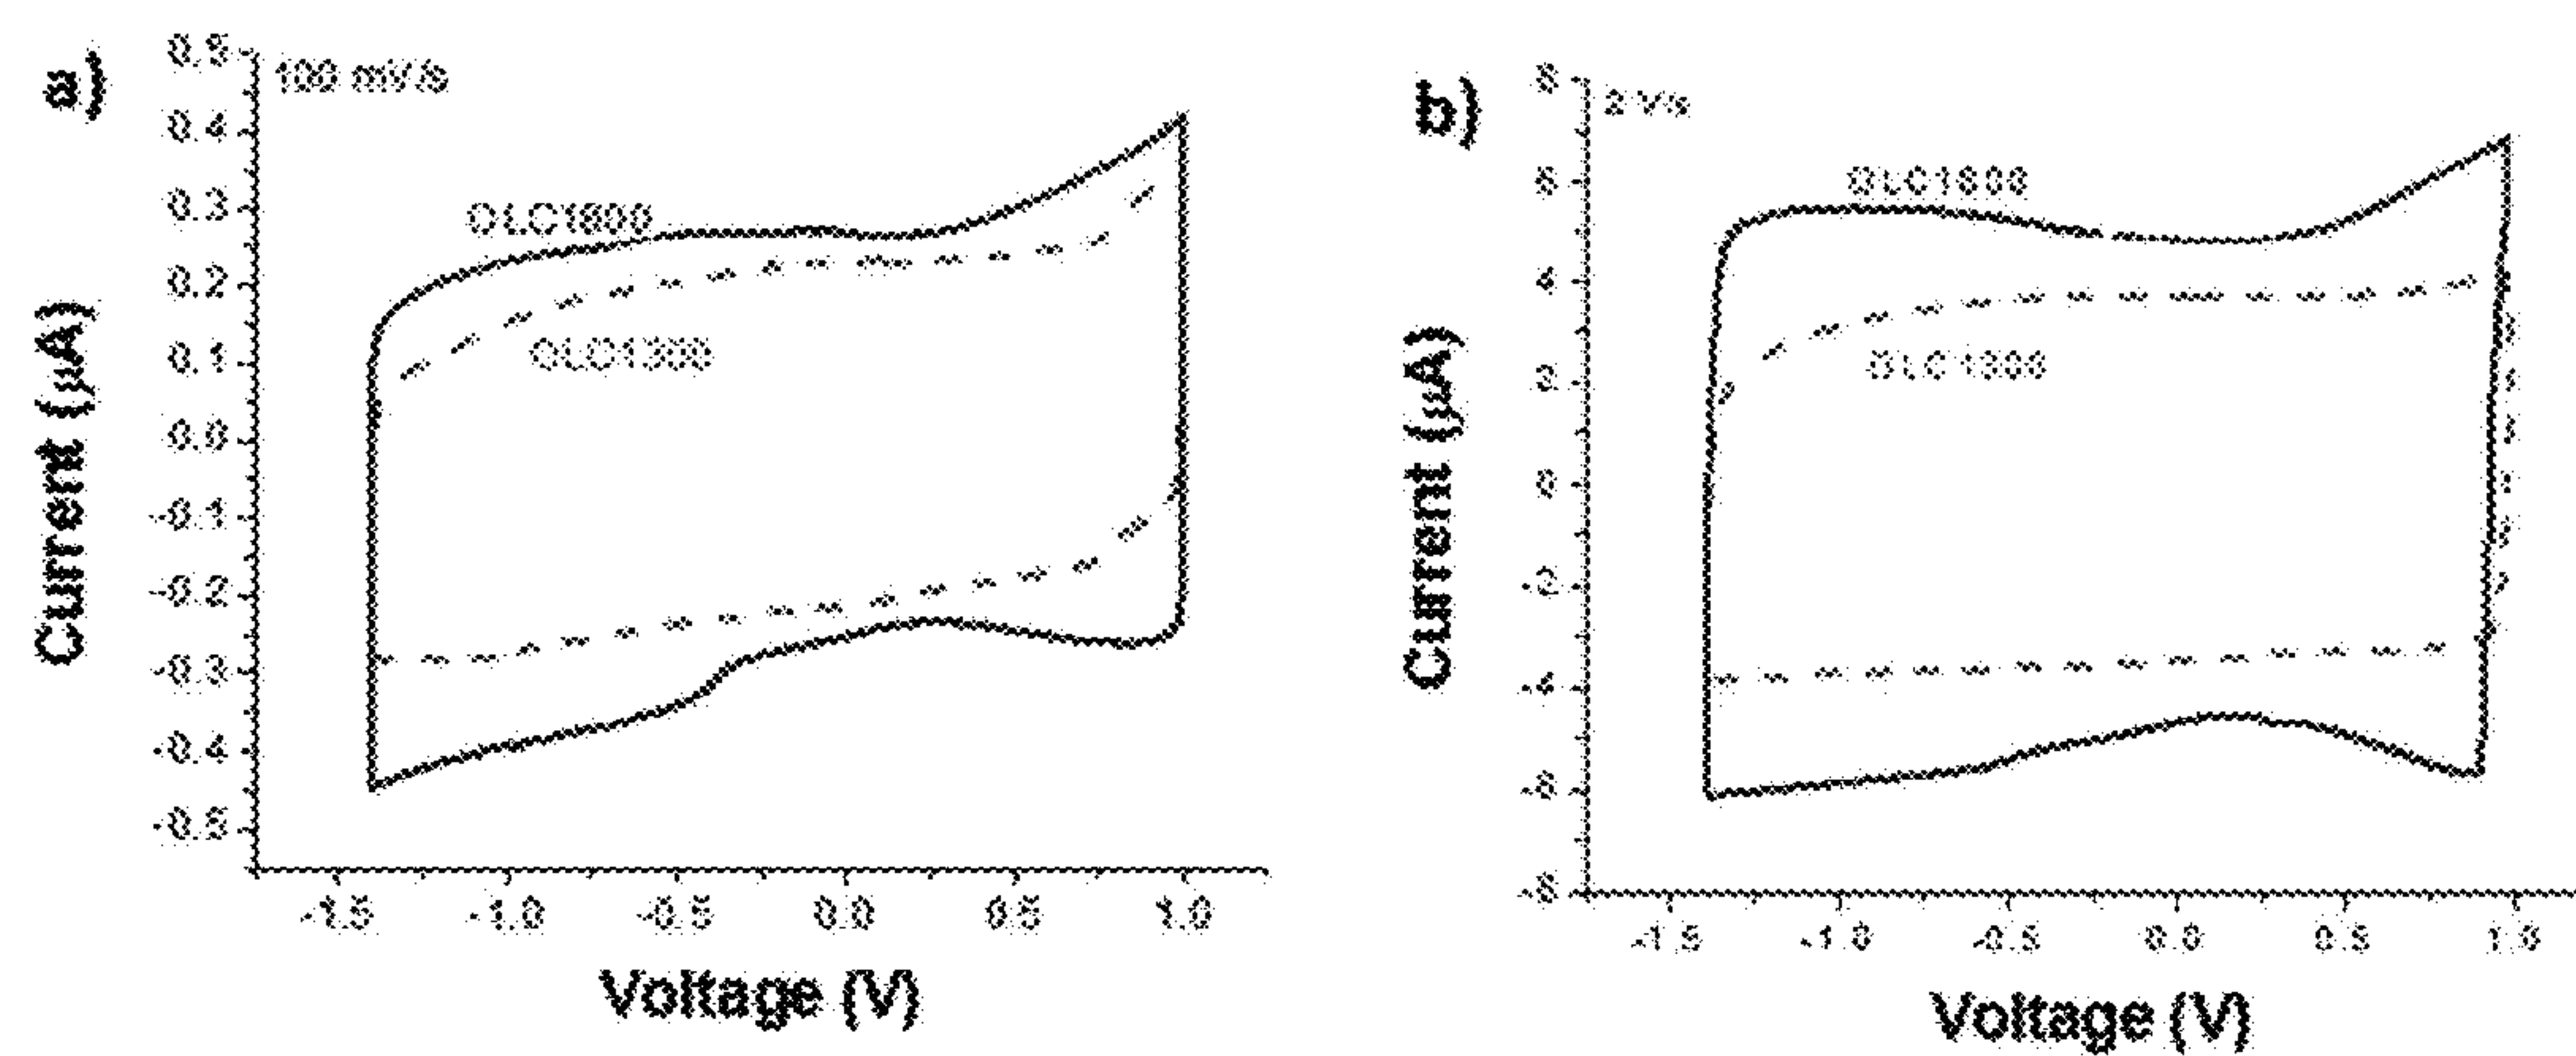 a)
100 mV/s
0.5
0.4
0.3
0.2
0.1
0.0
-0.1
-0.2
-0.3
-0.4
-0.5
OLC1800
OLC1300
-1.5 -1.0 -0.5 0.0 0.5 1.0
Current (μA)
Voltage (V)
2 V/s
8
6
4
2
0
-2
-4
-6
-8
OLC1800
OLC1300
-1.5 -1.0 -0.5 0.0 0.5 1.0
Current (μA)
Voltage (V)